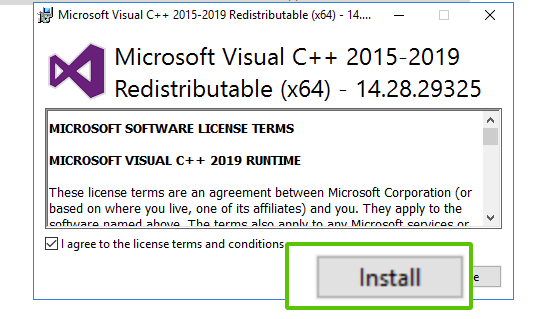 Microsoft Visual C++ 2015-2019 Redistributable (x64) - 14....
Microsoft Visual C++ 2015-2019
Redistributable (x64) - 14.28.29325
MICROSOFT SOFTWARE LICENSE TERMS
MICROSOFT VISUAL C++ 2019 RUNTIME
These license terms are an agreement between Microsoft Corporation (or
based on where you live, one of its affiliates) and you. They apply to the
software named above. The terms also apply to any Microsoft services or
I agree to the license terms and conditions
Install